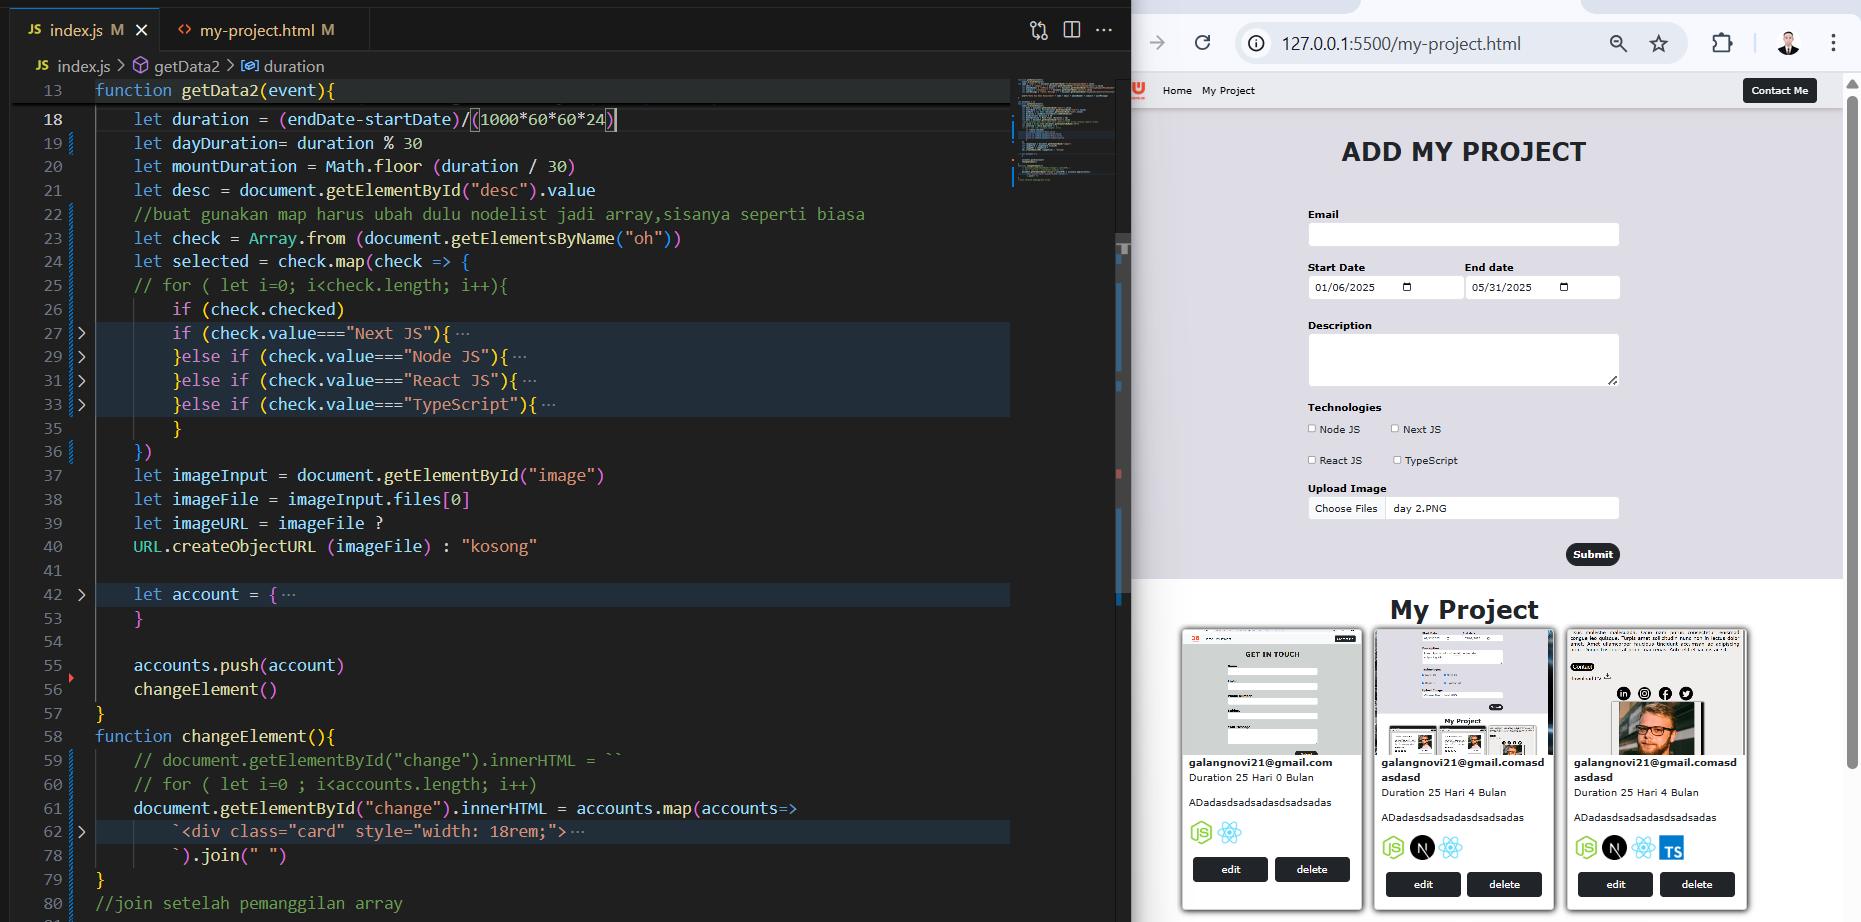 JS index.js M ✕
<> my-project.html M
JS index.js > getData2 > duration
13 function getData2(event){
18 let duration = (endDate-startDate)/(1000*60*60*24)
19 let dayDuration= duration % 30
20 let mountDuration = Math.floor (duration / 30)
21 let desc = document.getElementById("desc").value
22 //buat gunakan map harus ubah dulu nodelist jadi array,sisanya seperti biasa
23 let check = Array.from (document.getElementsByName("oh"))
24 let selected = check.map(check => {
25 // for ( let i=0; i<check.length; i++){
26 if (check.checked)
27 if (check.value==="Next JS"){ ···
29 }else if (check.value==="Node JS"){ ···
31 }else if (check.value==="React JS"){ ···
33 }else if (check.value==="TypeScript"){ ···
35 }
36 })
37 let imageInput = document.getElementById("image")
38 let imageFile = imageInput.files[0]
39 let imageURL = imageFile ?
40 URL.createObjectURL (imageFile) : "kosong"
41
42 let account = { ···
53 }
54
55 accounts.push(account)
56 changeElement()
57 }
58 function changeElement(){
59 // document.getElementById("change").innerHTML = ``
60 // for ( let i=0 ; i<accounts.length; i++)
61 document.getElementById("change").innerHTML = accounts.map(accounts=>
62 `<div class="card" style="width: 18rem;"> ···
78 `).join(" ")
79 }
80 //join setelah pemanggilan array
127.0.0.1:5500/my-project.html
Home My Project
Contact Me
ADD MY PROJECT
Email
Start Date End date
01/06/2025 05/31/2025
Description
Technologies
Node JS Next JS
React JS TypeScript
Upload Image
Choose Files day 2.PNG
Submit
My Project
GET IN TOUCH
galangnovi21@gmail.com
Duration 25 Hari 0 Bulan
ADadasdsadsadasdsadsadas
JS
edit delete
My Project
galangnovi21@gmail.comasd
asdasd
Duration 25 Hari 4 Bulan
ADadasdsadsadasdsadsadas
JS N
edit delete
Contact
galangnovi21@gmail.comasd
asdasd
Duration 25 Hari 4 Bulan
ADadasdsadsadasdsadsadas
JS N TS
edit delete